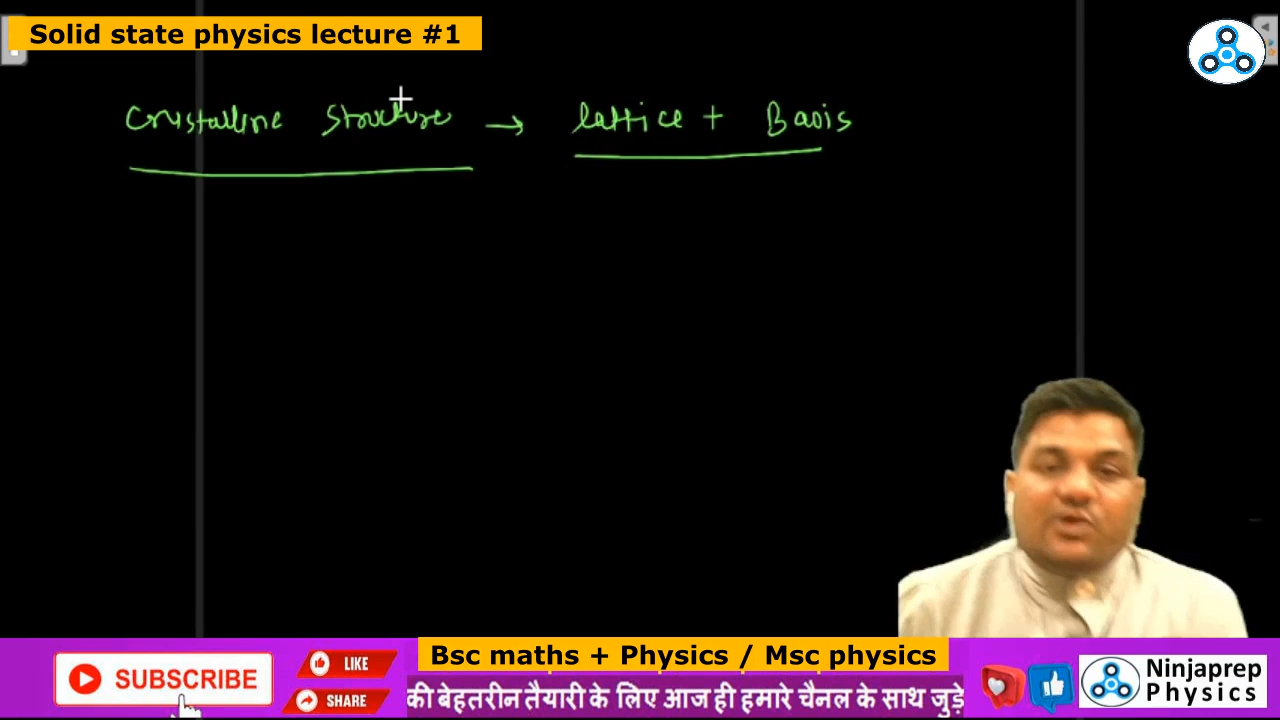 Solid state physics lecture #1
Crystalline Structure → lattice + Basis
SUBSCRIBE
LIKE
SHARE
Bsc maths + Physics / Msc physics
की बेहतरीन तैयारी के लिए आज ही हमारे चैनल के साथ जुड़े
Ninjaprep
Physics